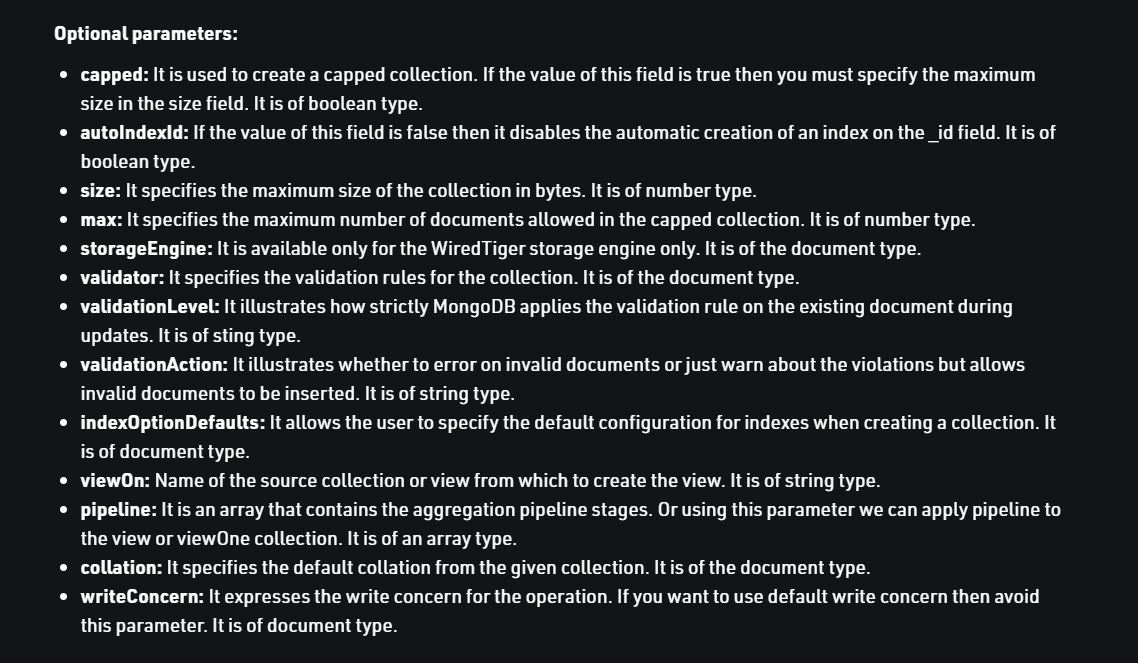 Optional parameters:
• capped: It is used to create a capped collection. If the value of this field is true then you must specify the maximum
size in the size field. It is of boolean type.
• autoIndexId: If the value of this field is false then it disables the automatic creation of an index on the _id field. It is of
boolean type.
• size: It specifies the maximum size of the collection in bytes. It is of number type.
• max: It specifies the maximum number of documents allowed in the capped collection. It is of number type.
• storageEngine: It is available only for the WiredTiger storage engine only. It is of the document type.
• validator: It specifies the validation rules for the collection. It is of the document type.
• validationLevel: It illustrates how strictly MongoDB applies the validation rule on the existing document during
updates. It is of sting type.
• validationAction: It illustrates whether to error on invalid documents or just warn about the violations but allows
invalid documents to be inserted. It is of string type.
• indexOptionDefaults: It allows the user to specify the default configuration for indexes when creating a collection. It
is of document type.
• viewOn: Name of the source collection or view from which to create the view. It is of string type.
• pipeline: It is an array that contains the aggregation pipeline stages. Or using this parameter we can apply pipeline to
the view or viewOne collection. It is of an array type.
• collation: It specifies the default collation from the given collection. It is of the document type.
• writeConcern: It expresses the write concern for the operation. If you want to use default write concern then avoid
this parameter. It is of document type.